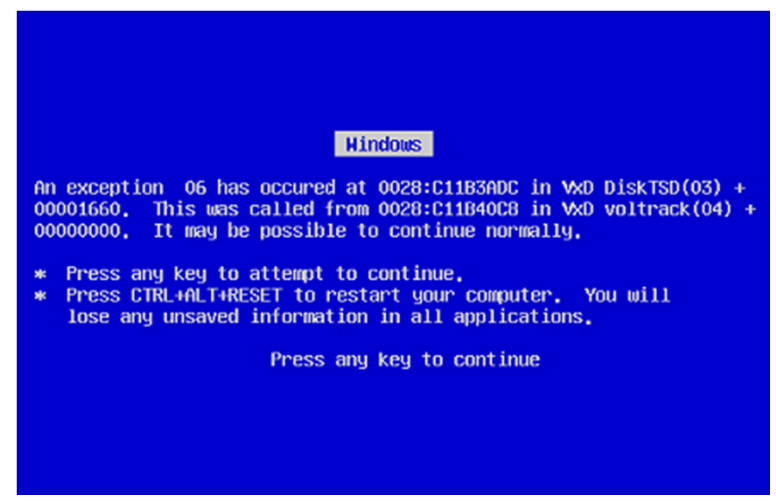 Windows
An exception 06 has occured at 0028:C11B3ADC in VxD DiskTSD(03) +
00001660. This was called from 0028:C11B40C8 in VxD voltrack(04) +
00000000. It may be possible to continue normally.
* Press any key to attempt to continue.
* Press CTRL+ALT+RESET to restart your computer. You will
lose any unsaved information in all applications.
Press any key to continue